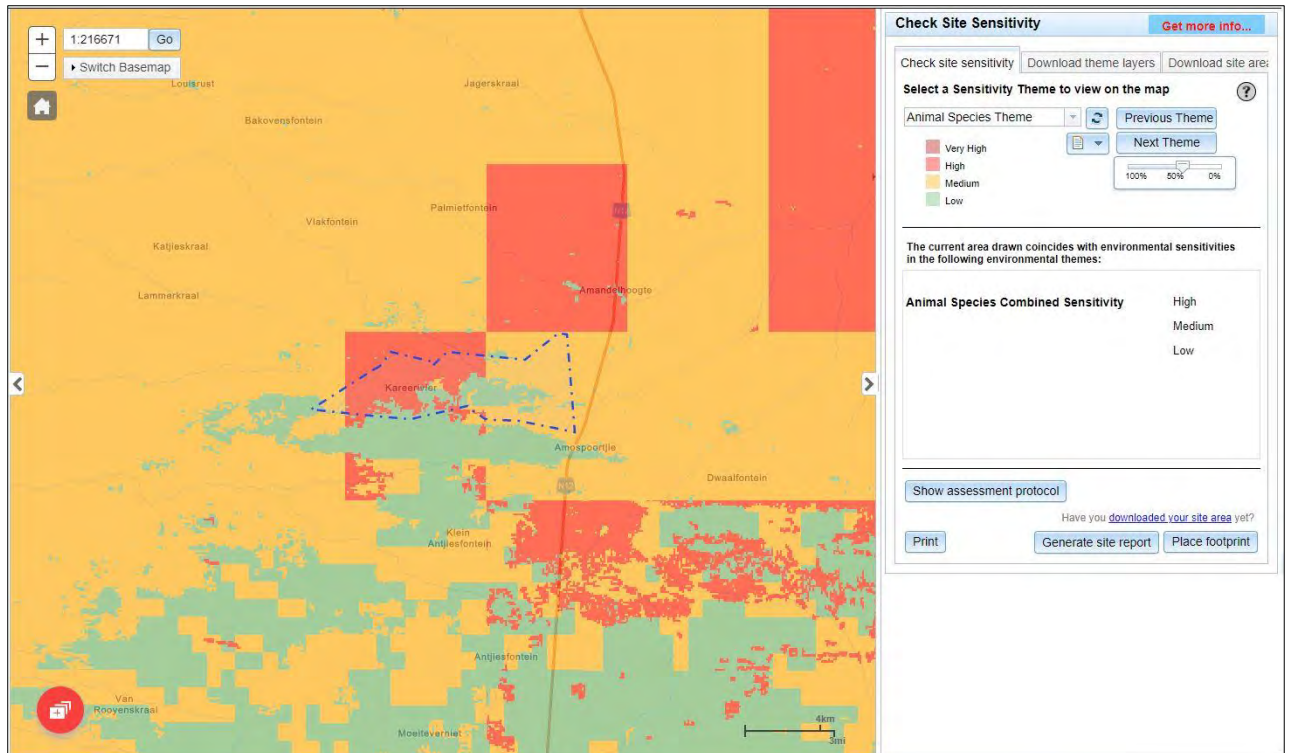 +
1:216671 Go
−
Switch Basemap
Louisrust
Jagerskraal
Bakovensfontein
Palmietfontein
Vlakfontein
Katjieskraal
Lammerkraal
Amandelhoogte
Kareerivier
Amospoortjie
Dwaalfontein
N12
Klein
Antjiesfontein
Antjiesfontein
Van
Rooyenskraal
Moeiteverniet
4km
3mi
Check Site Sensitivity
Get more info...
Check site sensitivity Download theme layers Download site area
Select a Sensitivity Theme to view on the map ?
Animal Species Theme Previous Theme
Next Theme
Very High
High
Medium
Low
100% 50% 0%
The current area drawn coincides with environmental sensitivities
in the following environmental themes:
Animal Species Combined Sensitivity High
Medium
Low
Show assessment protocol
Have you downloaded your site area yet?
Print Generate site report Place footprint